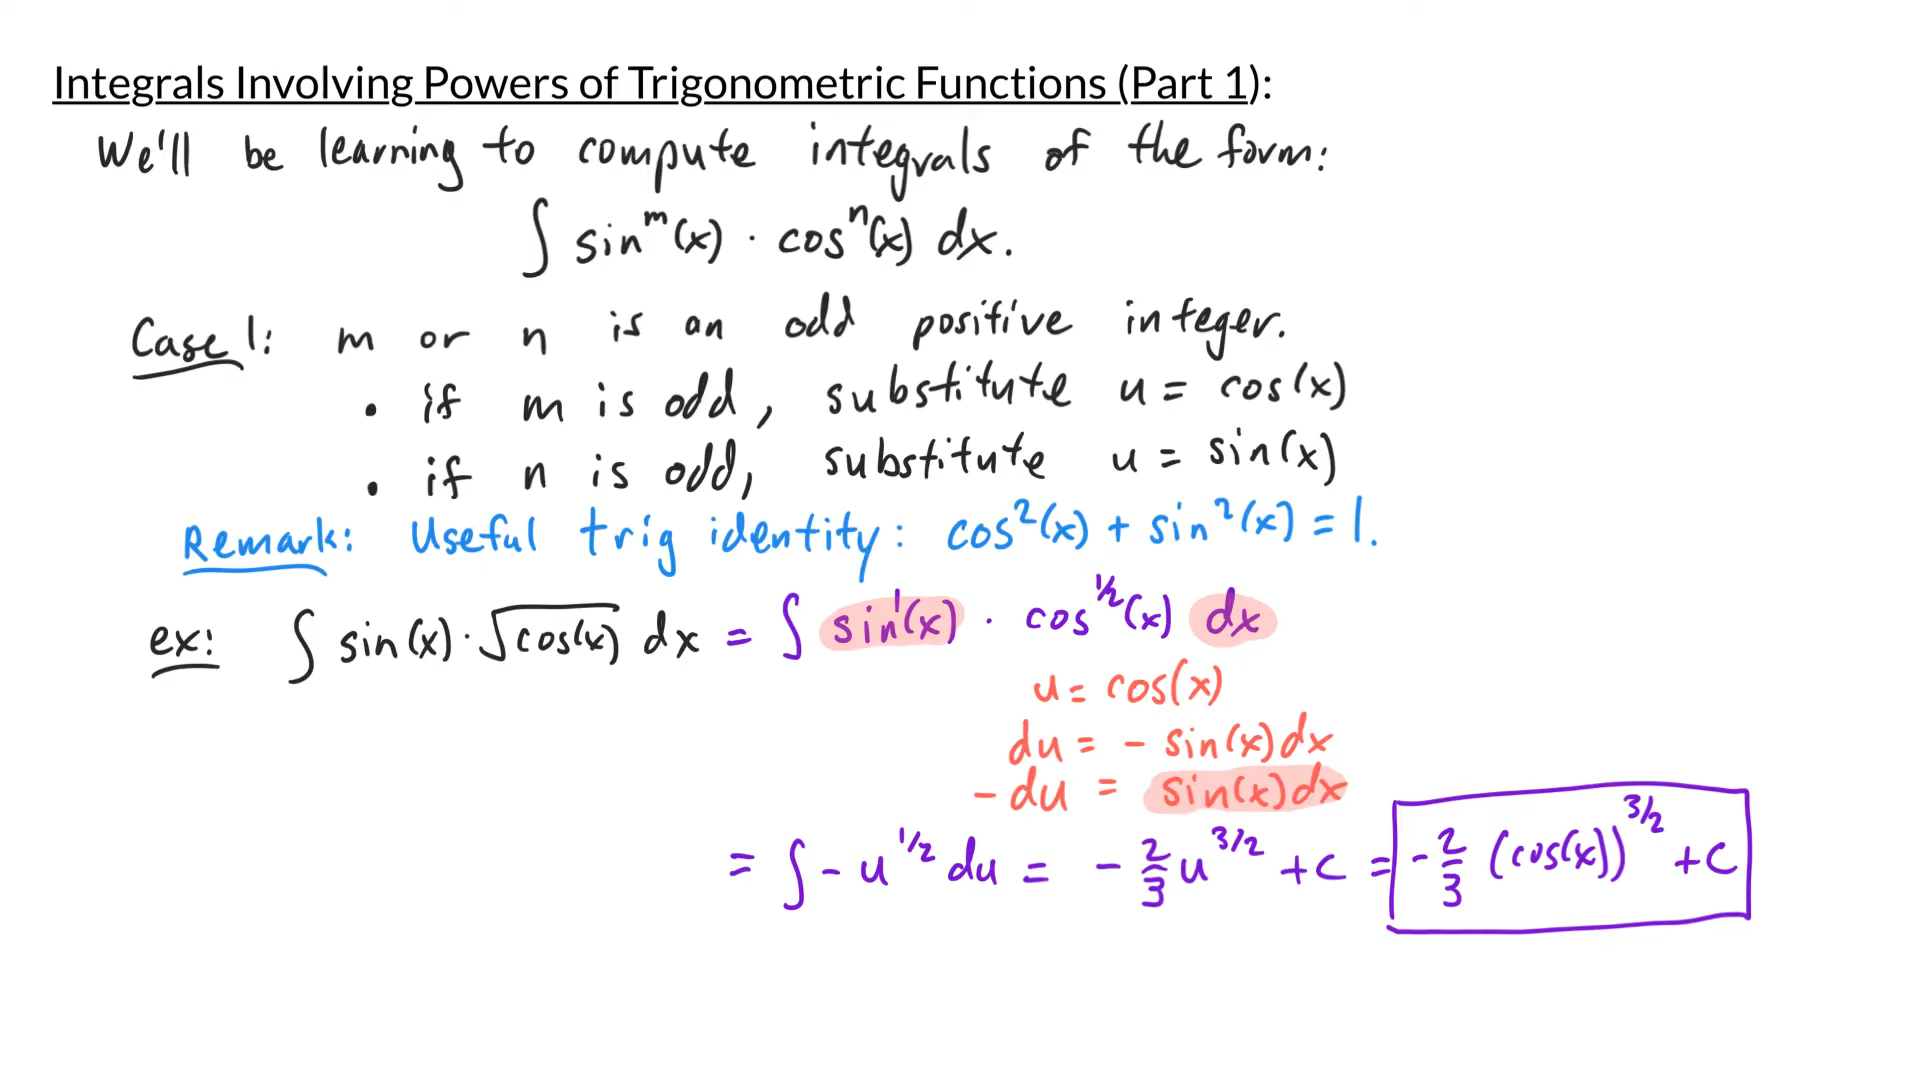 Integrals Involving Powers of Trigonometric Functions (Part 1):
We'll be learning to compute integrals of the form:
∫ sin^m(x) · cos^n(x) dx.
Case 1: m or n is an odd positive integer.
• if m is odd, substitute u = cos(x)
• if n is odd, substitute u = sin(x)
Remark: Useful trig identity: cos²(x) + sin²(x) = 1.
ex: ∫ sin(x) · √cos(x) dx = ∫ sin¹(x) · cos^1/2(x) dx
u = cos(x)
du = - sin(x)dx
- du = sin(x)dx
= ∫ - u^1/2 du = - 2/3 u^3/2 + C = - 2/3 (cos(x))^3/2 + C